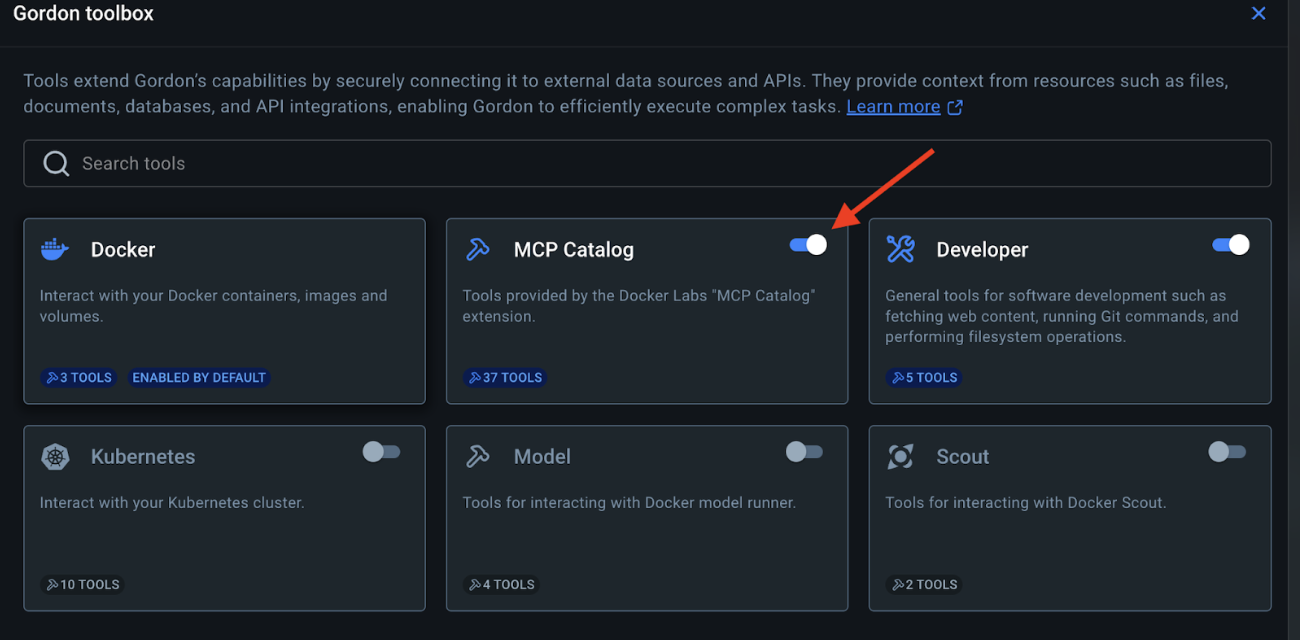 Gordon toolbox
Tools extend Gordon's capabilities by securely connecting it to external data sources and APIs. They provide context from resources such as files,
documents, databases, and API integrations, enabling Gordon to efficiently execute complex tasks. Learn more
Search tools
Docker
Interact with your Docker containers, images and
volumes.
3 TOOLS ENABLED BY DEFAULT
MCP Catalog
Tools provided by the Docker Labs "MCP Catalog"
extension.
37 TOOLS
Developer
General tools for software development such as
fetching web content, running Git commands, and
performing filesystem operations.
5 TOOLS
Kubernetes
Interact with your Kubernetes cluster.
10 TOOLS
Model
Tools for interacting with Docker model runner.
4 TOOLS
Scout
Tools for interacting with Docker Scout.
2 TOOLS